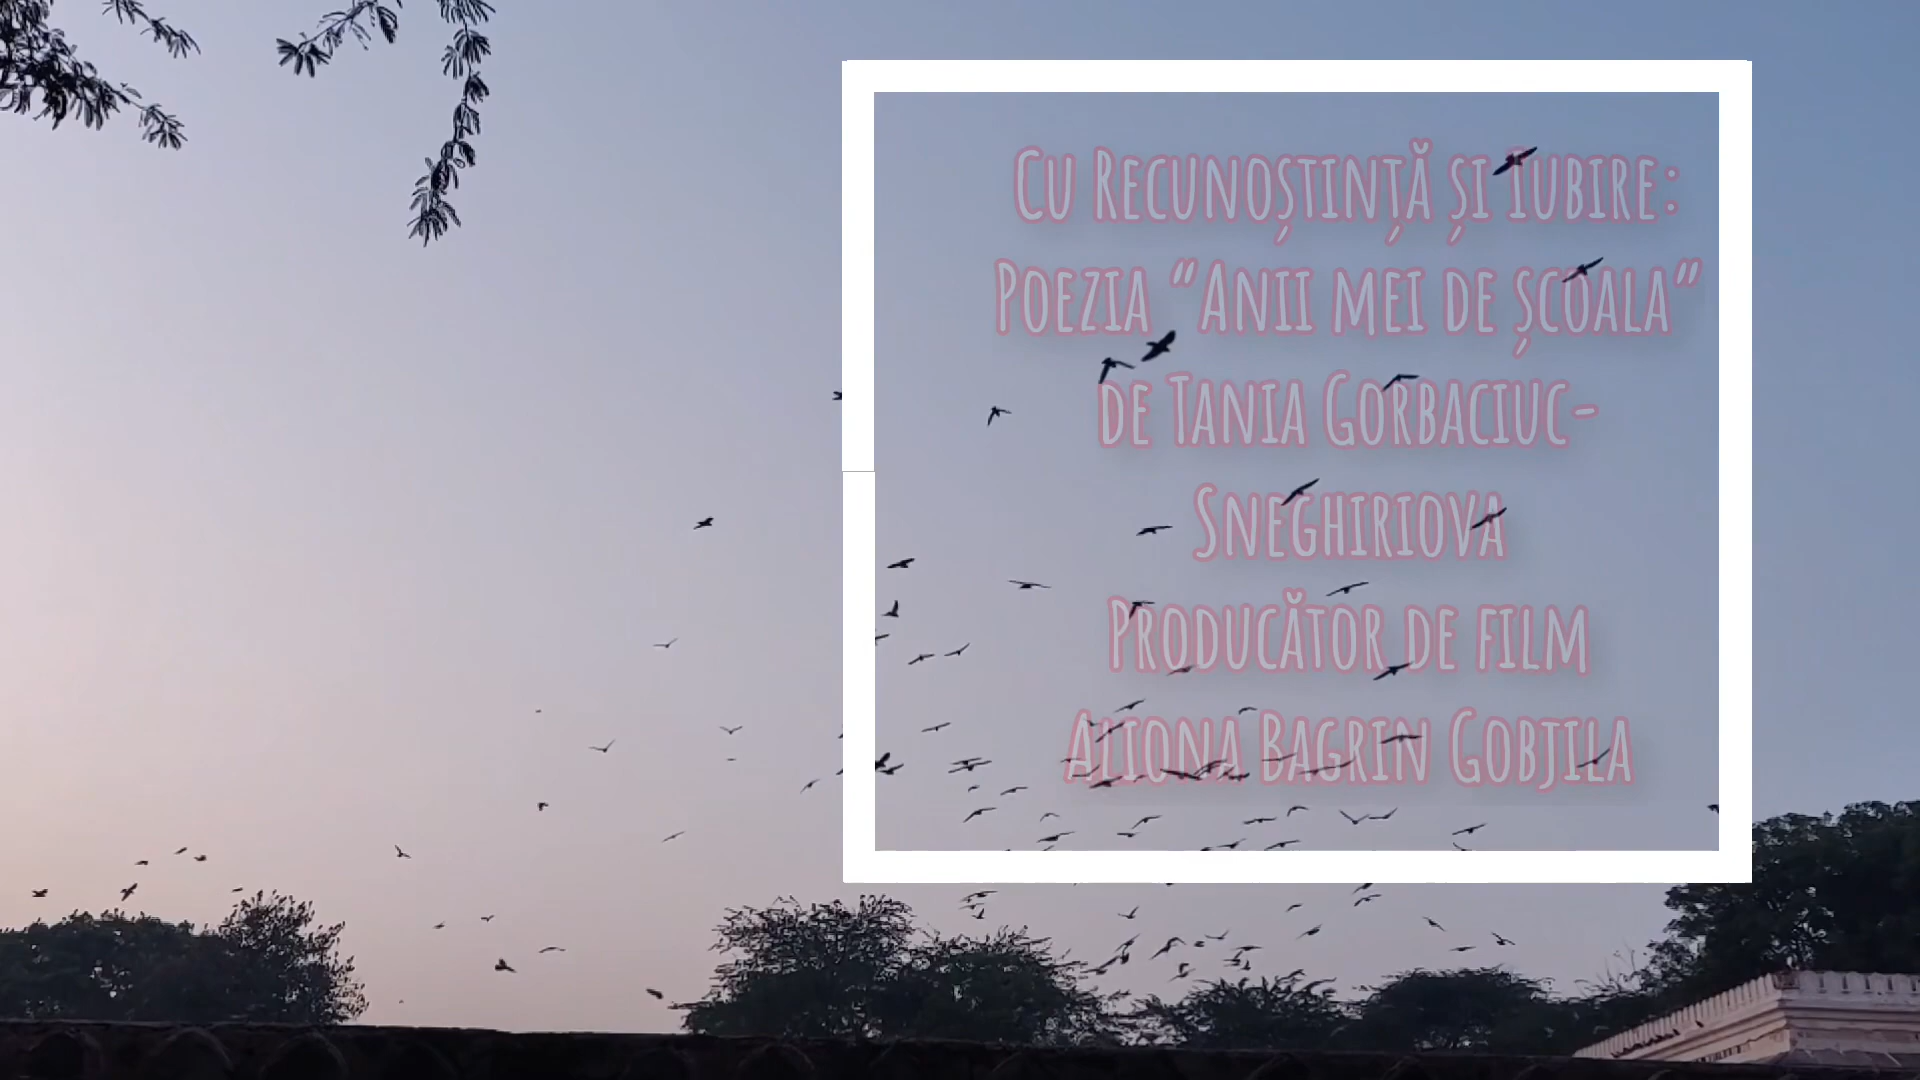 Cu Recunoștință și Iubire:
Poezia “Anii mei de școala”
de Tania Gorbaciuc-
Sneghiriova
Producător de film
Aliona Bagrin Gobjila